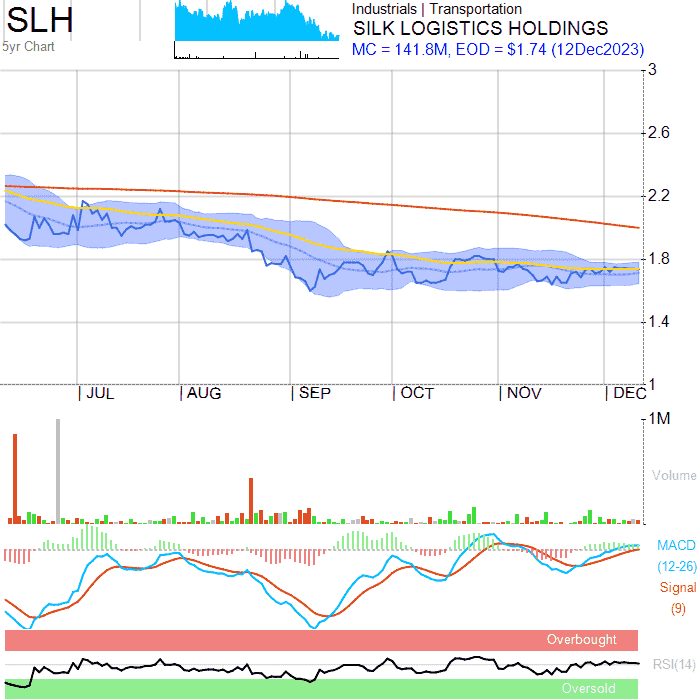 SLH
5yr Chart
Industrials | Transportation
SILK LOGISTICS HOLDINGS
MC = 141.8M, EOD = $1.74 (12Dec2023)
3
2.6
2.2
1.8
1.4
1
|JUL |AUG |SEP |OCT |NOV |DEC
1M
Volume
MACD
(12-26)
Signal
(9)
Overbought
RSI(14)
Oversold